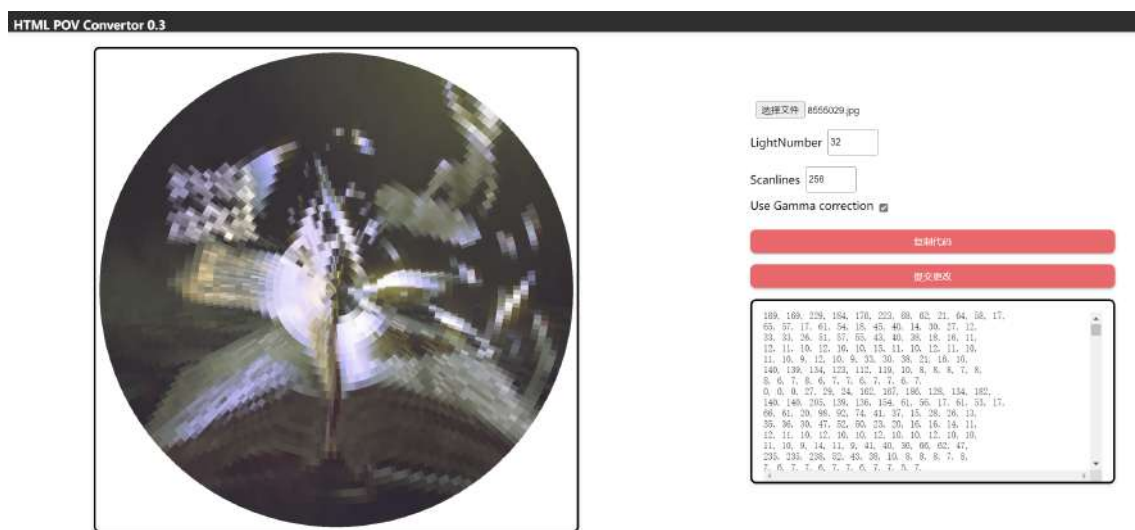 HTML POV Convertor 0.3
选择文件 8555029.jpg
LightNumber 32
Scanlines 256
Use Gamma correction
复制代码
提交更改
189, 169, 229, 184, 176, 223, 68, 62, 21, 64, 58, 17,
65, 57, 17, 61, 54, 18, 45, 40, 14, 30, 27, 12,
33, 33, 26, 51, 57, 55, 43, 40, 38, 18, 16, 11,
12, 11, 10, 12, 10, 10, 13, 11, 10, 12, 11, 10,
11, 10, 9, 12, 10, 9, 33, 30, 38, 21, 16, 10,
140, 139, 134, 123, 112, 119, 10, 8, 8, 8, 7, 8,
8, 6, 7, 8, 6, 7, 7, 6, 7, 7, 6, 7,
0, 0, 0, 27, 29, 24, 162, 167, 186, 128, 134, 182,
140, 140, 205, 139, 136, 154, 61, 56, 17, 61, 53, 17,
66, 61, 20, 98, 92, 74, 41, 37, 15, 28, 26, 13,
35, 36, 30, 47, 52, 50, 23, 20, 16, 16, 14, 11,
12, 11, 10, 12, 10, 10, 12, 10, 10, 12, 10, 10,
11, 10, 9, 14, 11, 9, 41, 40, 36, 66, 62, 47,
235, 235, 238, 52, 43, 38, 10, 8, 8, 8, 7, 8,
7, 6, 7, 7, 6, 7, 7, 6, 7, 7, 5, 7,